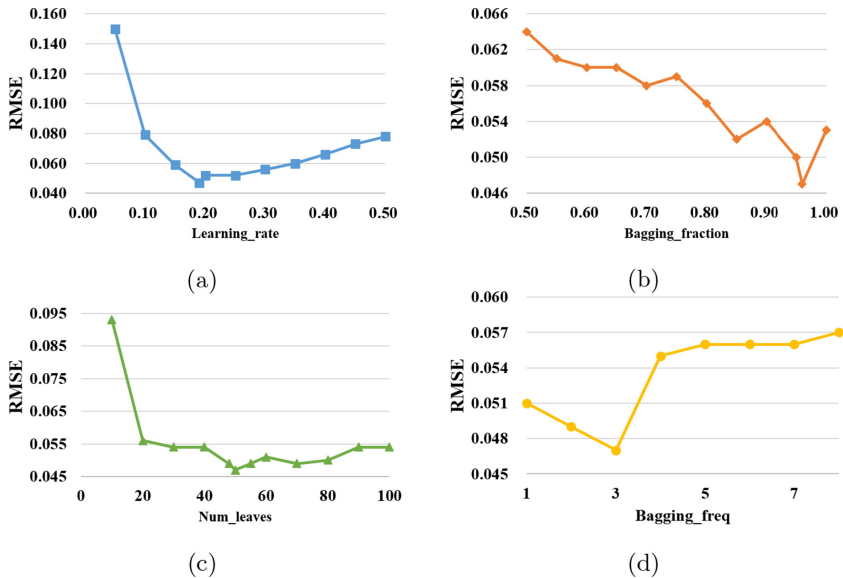 0.160
0.140
0.120
0.100
0.080
0.060
0.040
RMSE
0.00 0.10 0.20 0.30 0.40 0.50
Learning_rate
(a)
0.066
0.062
0.058
0.054
0.050
0.046
RMSE
0.50 0.60 0.70 0.80 0.90 1.00
Bagging_fraction
(b)
0.095
0.085
0.075
0.065
0.055
0.045
RMSE
0 20 40 60 80 100
Num_leaves
(c)
0.060
0.057
0.054
0.051
0.048
0.045
RMSE
1 3 5 7
Bagging_freq
(d)